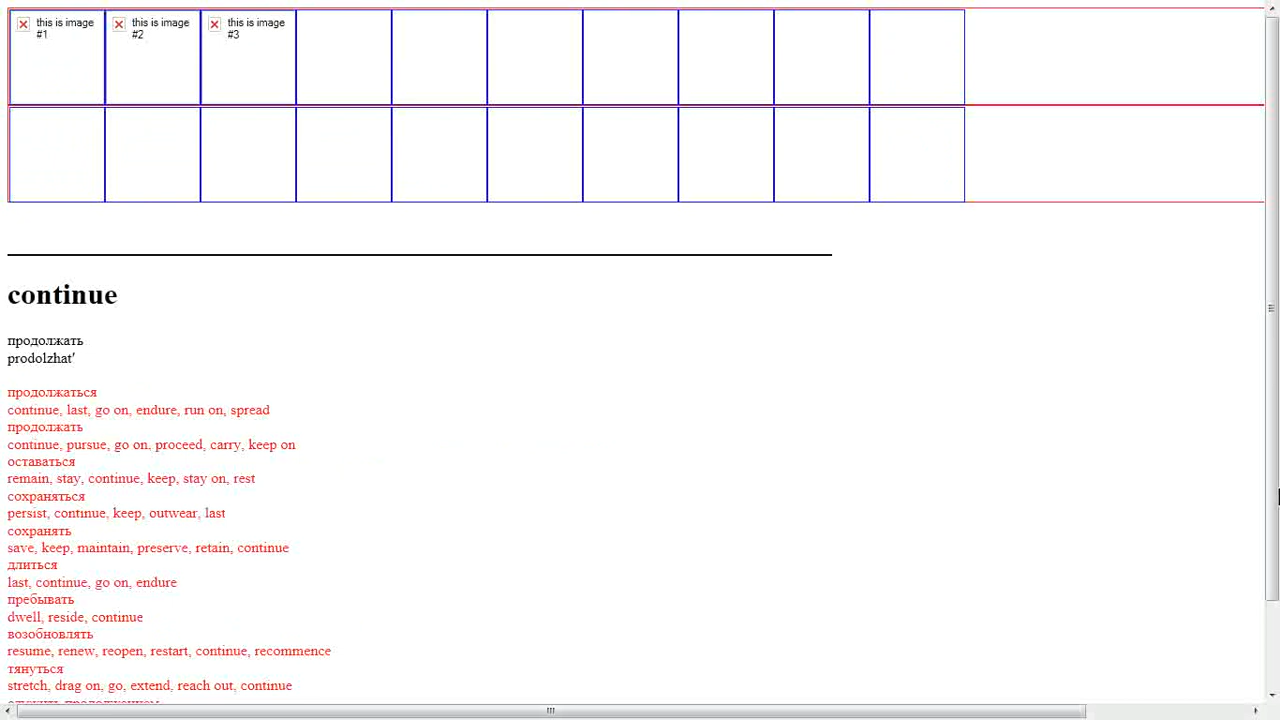 this is image
#1
this is image
#2
this is image
#3
continue
продолжать
prodolzhat′
продолжаться
continue, last, go on, endure, run on, spread
продолжать
continue, pursue, go on, proceed, carry, keep on
оставаться
remain, stay, continue, keep, stay on, rest
сохраняться
persist, continue, keep, outwear, last
сохранять
save, keep, maintain, preserve, retain, continue
длиться
last, continue, go on, endure
пребывать
dwell, reside, continue
возобновлять
resume, renew, reopen, restart, continue, recommence
тянуться
stretch, drag on, go, extend, reach out, continue